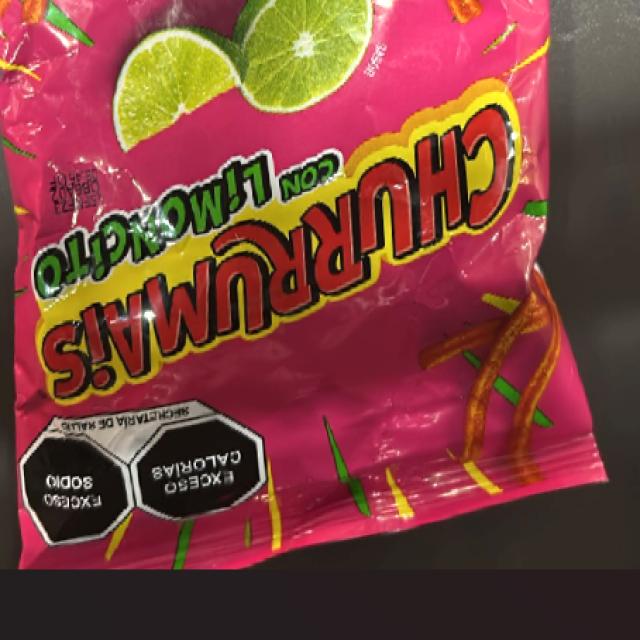 EXCESO
CALORÍAS
EXCESO
SODIO
SECRETARÍA DE SALUD
CHURRUMAiS
CON LiMONCiTO